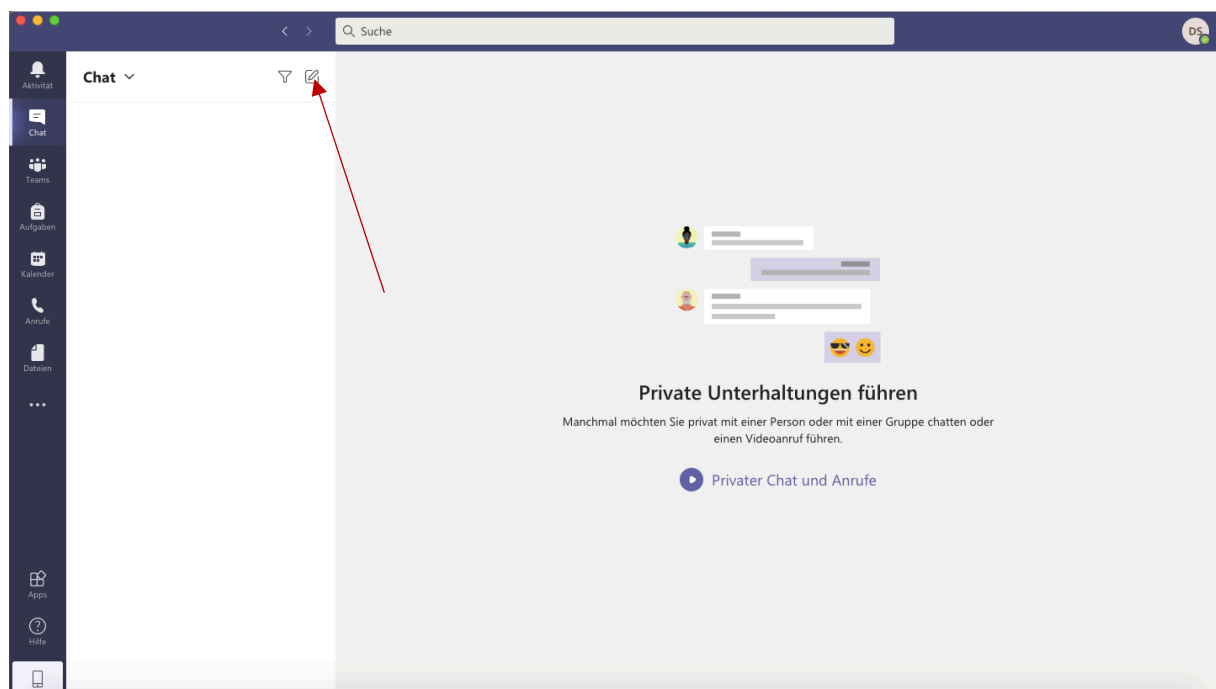 Suche
DS
Aktivität
Chat
Chat
Teams
Aufgaben
Kalender
Anrufe
Dateien
Private Unterhaltungen führen
Manchmal möchten Sie privat mit einer Person oder mit einer Gruppe chatten oder
einen Videoanruf führen.
Privater Chat und Anrufe
Apps
Hilfe